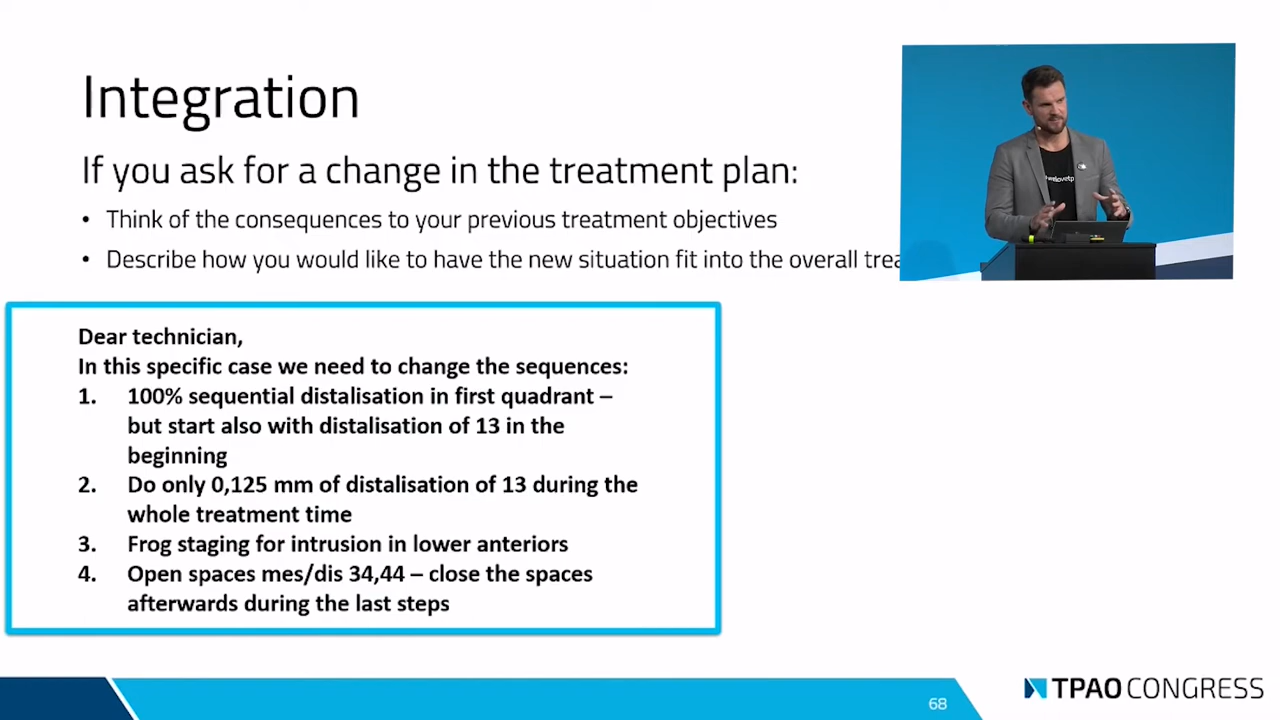 Integration
If you ask for a change in the treatment plan:
• Think of the consequences to your previous treatment objectives
• Describe how you would like to have the new situation fit into the overall
Dear technician,
In this specific case we need to change the sequences:
1. 100% sequential distalisation in first quadrant –
but start also with distalisation of 13 in the
beginning
2. Do only 0,125 mm of distalisation of 13 during the
whole treatment time
3. Frog staging for intrusion in lower anteriors
4. Open spaces mes/dis 34,44 – close the spaces
afterwards during the last steps
68
TPAO CONGRESS